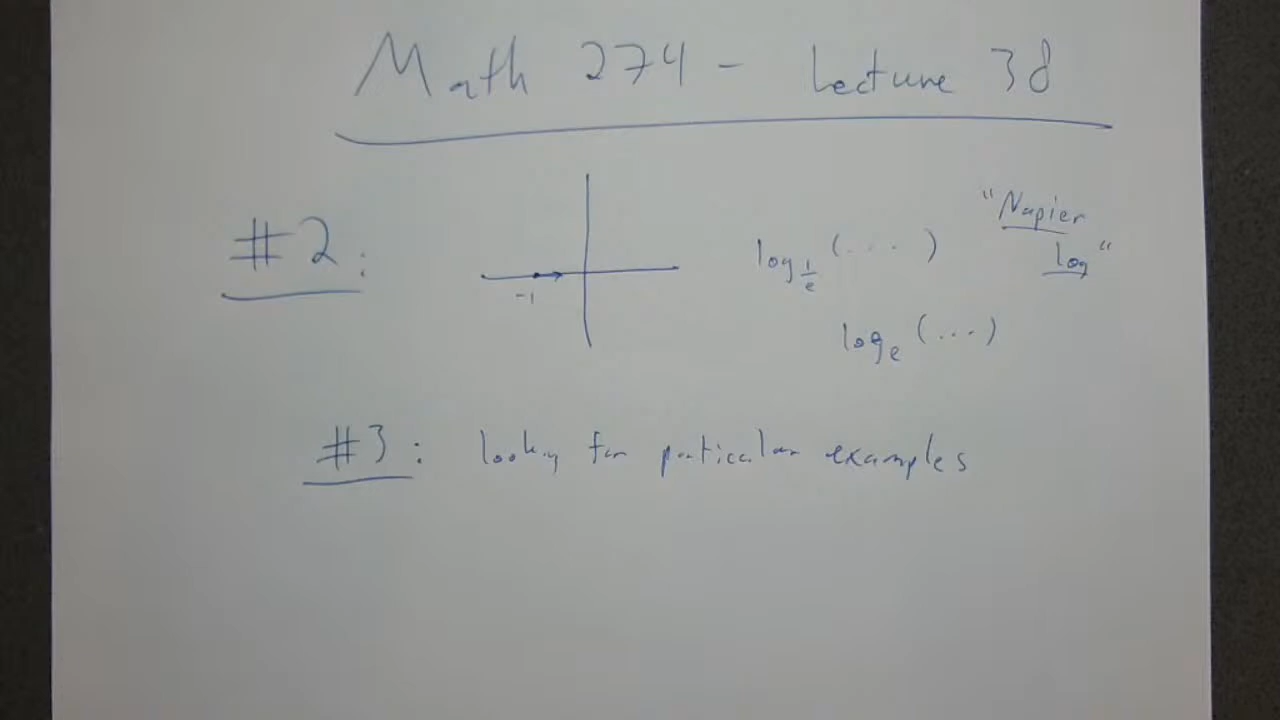 Math 274 - Lecture 38
#2:
-1
log_{1/e} (....)
"Napier
log"
log_e (....)
#3: looking for particular examples